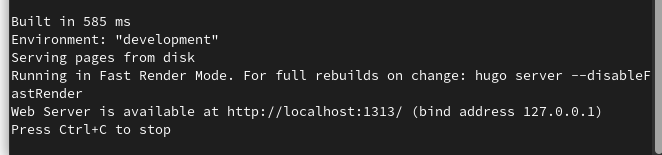 Built in 585 ms
Environment: "development"
Serving pages from disk
Running in Fast Render Mode. For full rebuilds on change: hugo server --disableF
astRender
Web Server is available at http://localhost:1313/ (bind address 127.0.0.1)
Press Ctrl+C to stop